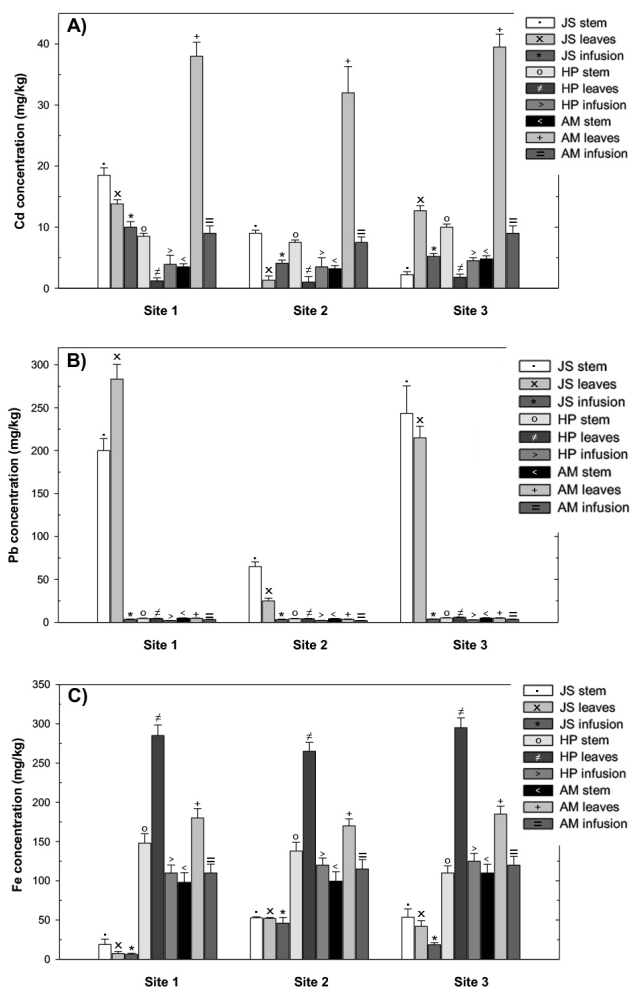 A)
Cd concentration (mg/kg)
40
30
20
10
0
Site 1
Site 2
Site 3
· JS stem
× JS leaves
* JS infusion
o HP stem
≠ HP leaves
> HP infusion
< AM stem
+ AM leaves
= AM infusion
B)
Pb concentration (mg/kg)
300
250
200
150
100
50
0
Site 1
Site 2
Site 3
· JS stem
× JS leaves
* JS infusion
o HP stem
≠ HP leaves
> HP infusion
< AM stem
+ AM leaves
= AM infusion
C)
Fe concentration (mg/kg)
350
300
250
200
150
100
50
0
Site 1
Site 2
Site 3
· JS stem
× JS leaves
* JS infusion
o HP stem
≠ HP leaves
> HP infusion
< AM stem
+ AM leaves
= AM infusion